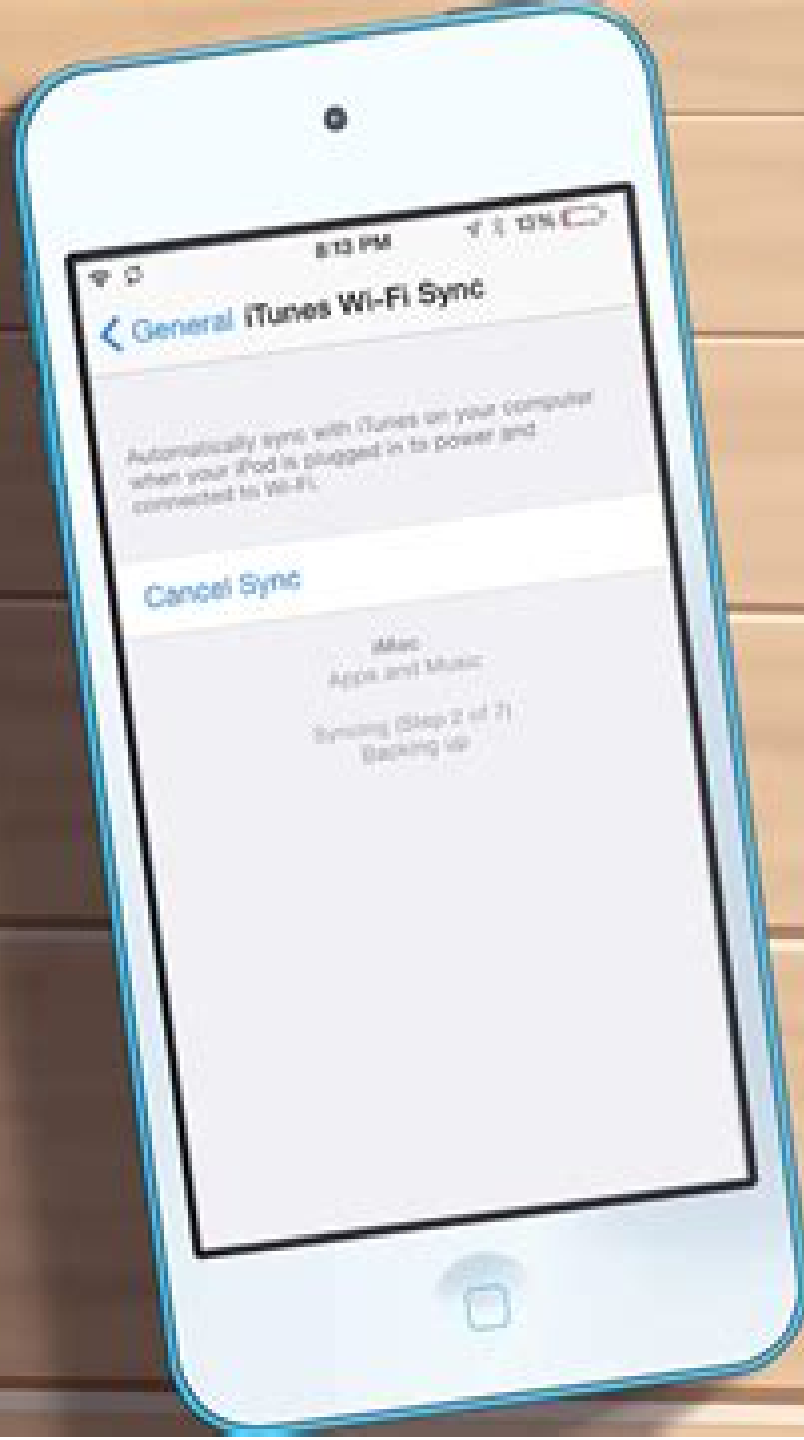 8:13 PM 13%
General iTunes Wi-Fi Sync
Automatically sync with iTunes on your computer
when your iPod is plugged in to power and
connected to Wi-Fi.
Cancel Sync
iMac
Apps and Music
Syncing (Step 2 of 7)
Backing up